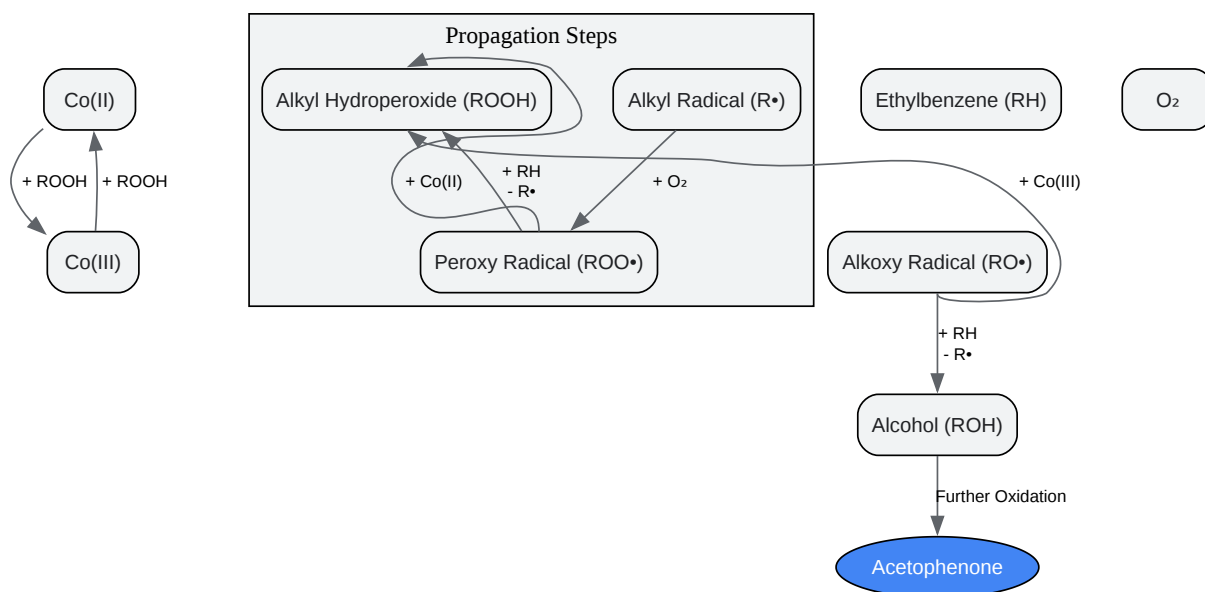 Propagation Steps
Co(II)
Alkyl Hydroperoxide (ROOH)
Alkyl Radical (R•)
Ethylbenzene (RH)
O₂
+ ROOH
+ ROOH
+ Co(II)
+ RH
- R•
+ O₂
+ Co(III)
Co(III)
Peroxy Radical (ROO•)
Alkoxy Radical (RO•)
+ RH
- R•
Alcohol (ROH)
Further Oxidation
Acetophenone